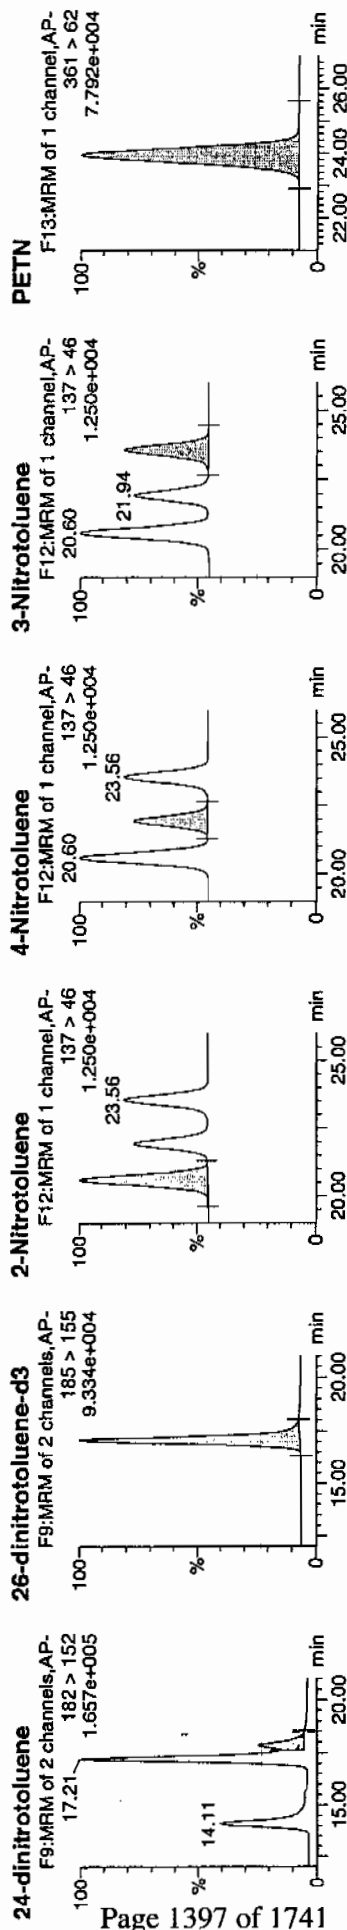 24-dinitrotoluene
F9:MRM of 2 channels,AP-
182 > 152
1.657e+005
100
17.21
14.11
%
0
15.00
20.00
min
26-dinitrotoluene-d3
F9:MRM of 2 channels,AP-
185 > 155
9.334e+004
100
%
0
15.00
20.00
min
2-Nitrotoluene
F12:MRM of 1 channel,AP-
137 > 46
1.250e+004
100
23.56
%
0
20.00
25.00
min
4-Nitrotoluene
F12:MRM of 1 channel,AP-
20.60
137 > 46
1.250e+004
100
23.56
%
0
20.00
25.00
min
3-Nitrotoluene
F12:MRM of 1 channel,AP-
20.60
137 > 46
1.250e+004
100
21.94
%
0
20.00
25.00
min
PETN
F13:MRM of 1 channel,AP-
361 > 62
7.792e+004
100
%
0
22.00
24.00
26.00
min
Page 1397 of 1741